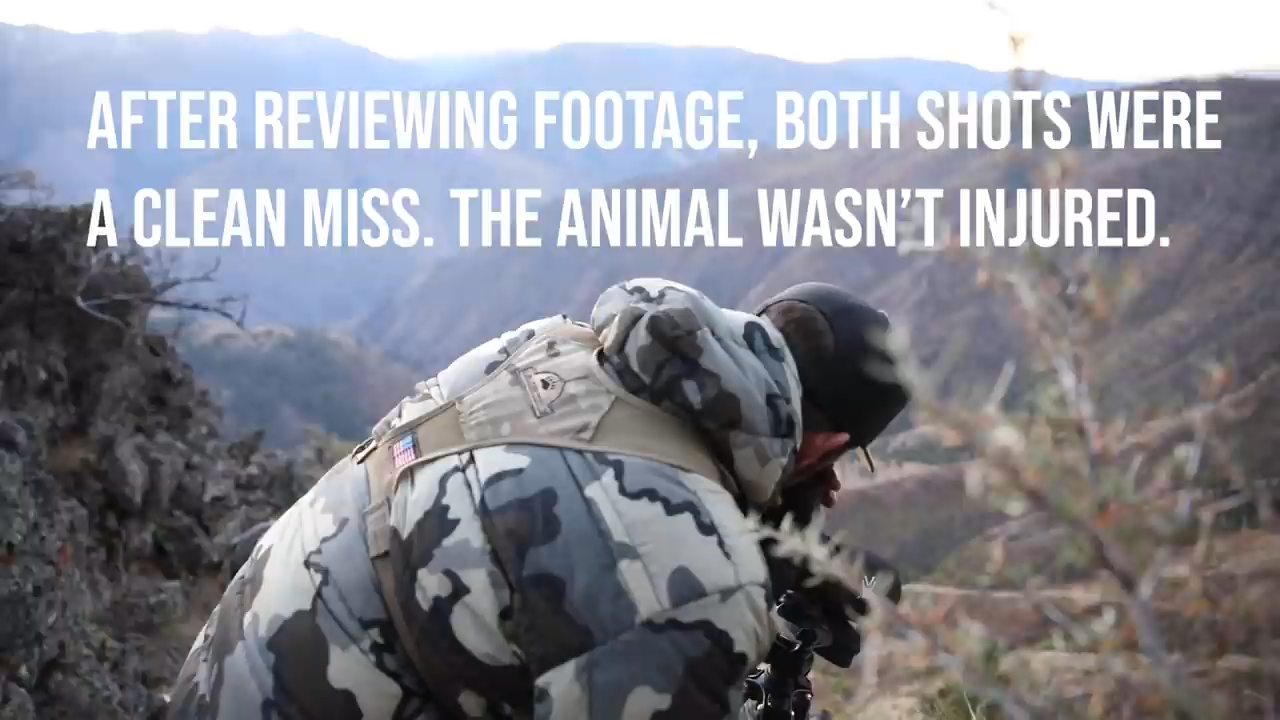 AFTER REVIEWING FOOTAGE, BOTH SHOTS WERE
A CLEAN MISS. THE ANIMAL WASN’T INJURED.